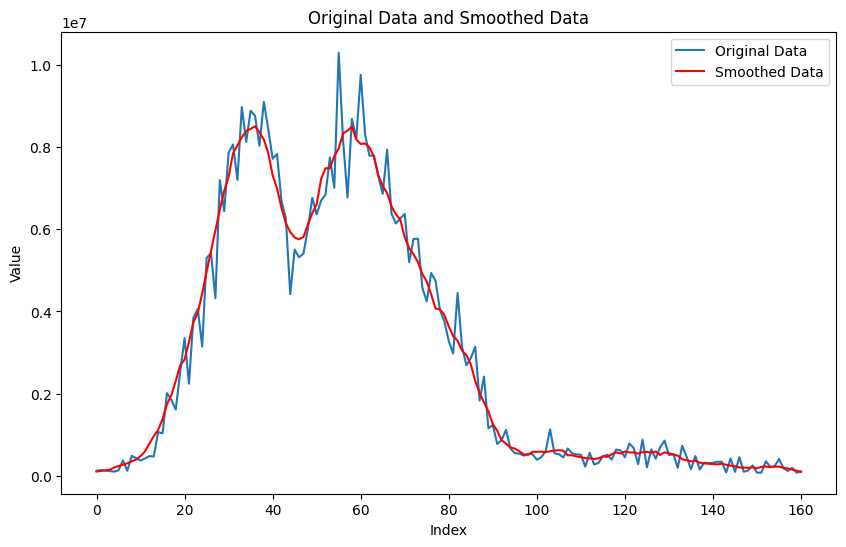 Original Data and Smoothed Data
1e7
Original Data
Smoothed Data
1.0
0.8
0.6
0.4
0.2
0.0
Value
0 20 40 60 80 100 120 140 160
Index